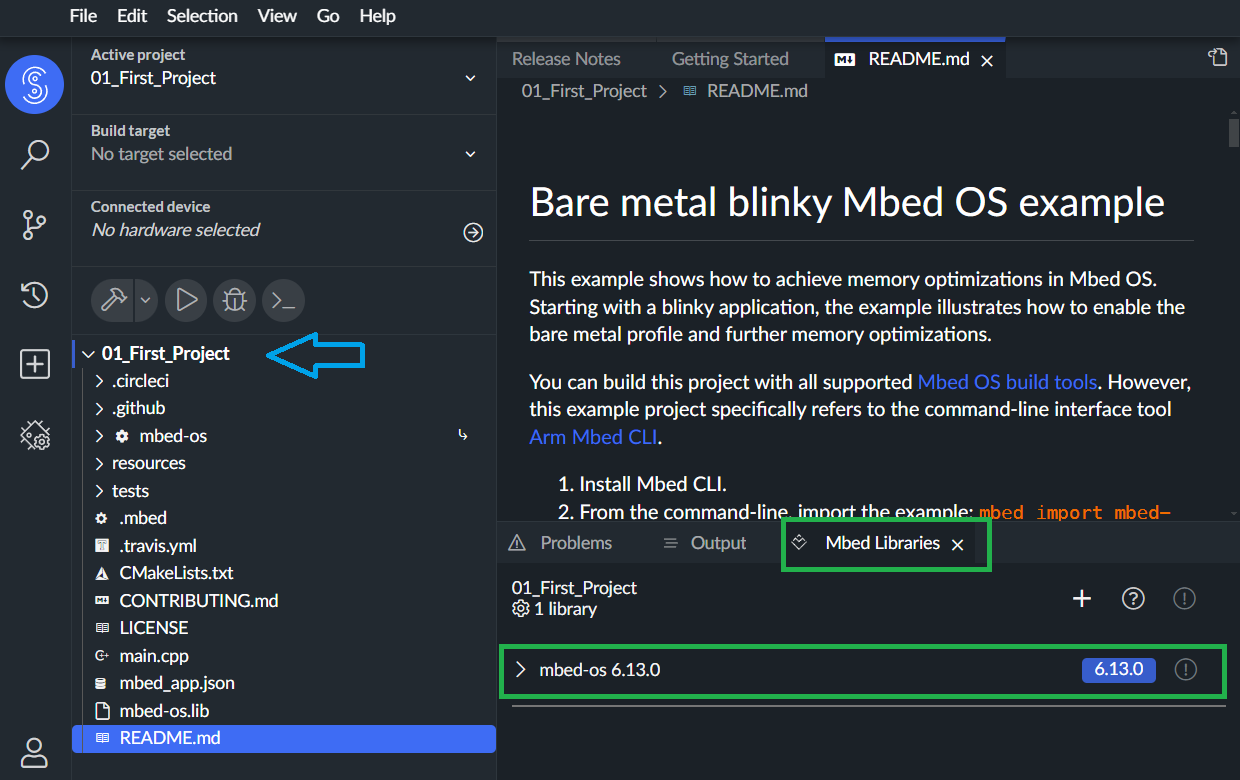 File Edit Selection View Go Help
Active project
01_First_Project
Build target
No target selected
Connected device
No hardware selected
01_First_Project
.circleci
.github
mbed-os
resources
tests
.mbed
.travis.yml
CMakeLists.txt
CONTRIBUTING.md
LICENSE
main.cpp
mbed_app.json
mbed-os.lib
README.md
Release Notes Getting Started README.md
01_First_Project > README.md
Bare metal blinky Mbed OS example
This example shows how to achieve memory optimizations in Mbed OS.
Starting with a blinky application, the example illustrates how to enable the
bare metal profile and further memory optimizations.
You can build this project with all supported Mbed OS build tools. However,
this example project specifically refers to the command-line interface tool
Arm Mbed CLI.
1. Install Mbed CLI.
2. From the command-line, import the example: mbed import mbed-
Problems Output Mbed Libraries
01_First_Project
1 library
mbed-os 6.13.0 6.13.0